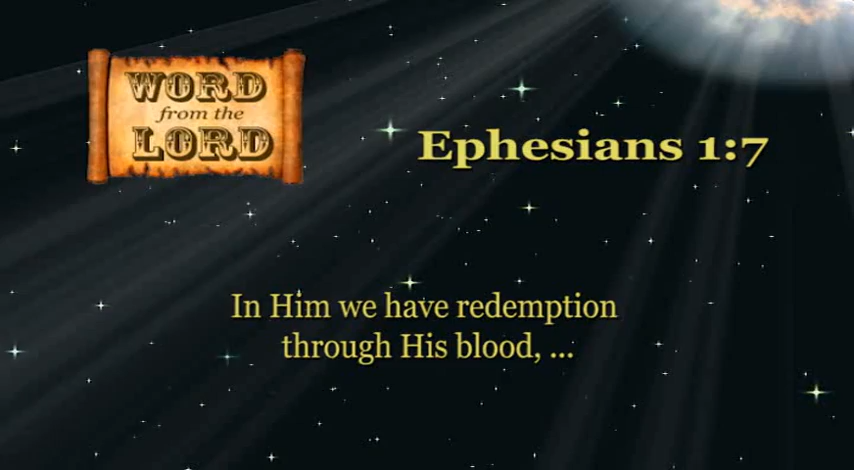 WORD
from the
LORD
Ephesians 1:7
In Him we have redemption
through His blood, ...